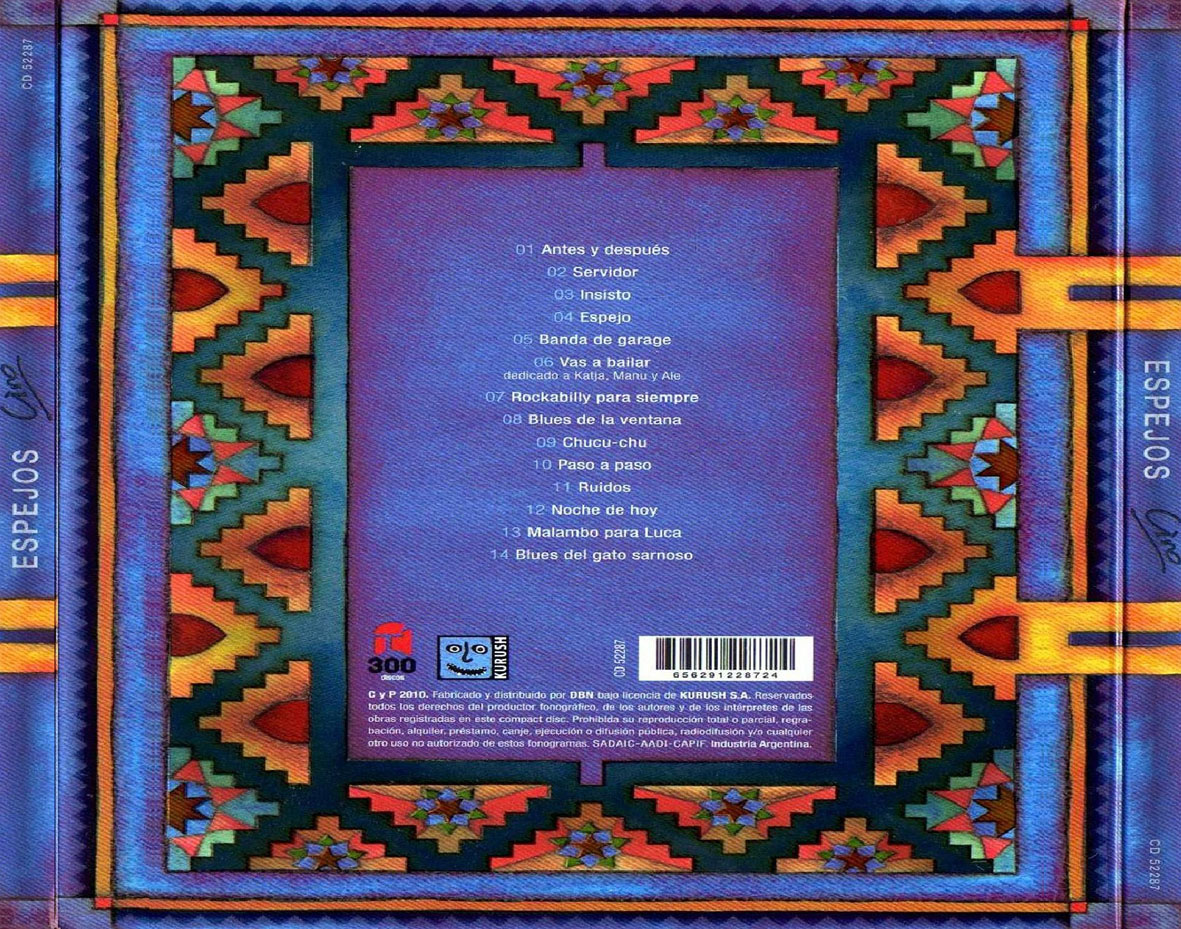 CD 52287
ESPEJOS
01 Antes y después
02 Servidor
03 Insisto
04 Espejo
05 Banda de garage
06 Vas a bailar
dedicado a Katja, Manu y Ale
07 Rockabilly para siempre
08 Blues de la ventana
09 Chucu-chu
10 Paso a paso
11 Ruidos
12 Noche de hoy
13 Malambo para Luca
14 Blues del gato sarnoso
300
discos
KURUSH
CD 52287
656291228724
C y P 2010. Fabricado y distribuido por DBN bajo licencia de KURUSH S.A. Reservados
todos los derechos del productor fonográfico, de los autores y de los intérpretes de las
obras registradas en este compact disc. Prohibida su reproducción total o parcial, regra-
bación, alquiler, préstamo, canje, ejecución o difusión pública, radiodifusión y/o cualquier
otro uso no autorizado de estos fonogramas. SADAIC-AADI-CAPIF. Industria Argentina.
ESPEJOS
CD 52287